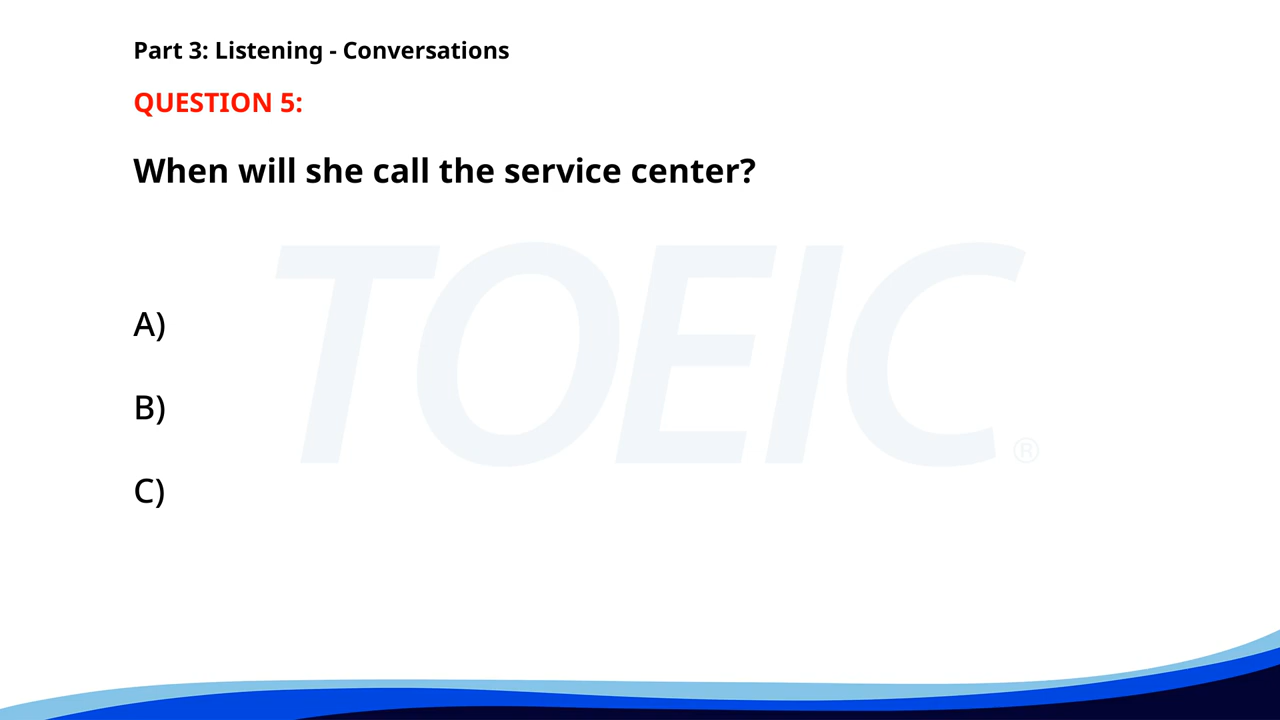 Part 3: Listening - Conversations
QUESTION 5:
When will she call the service center?
TOEIC®
A)
B)
C)